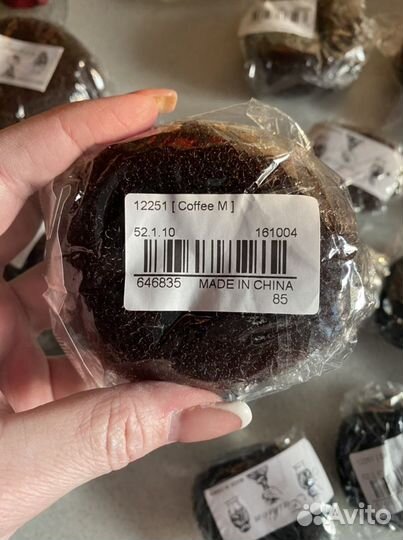 12251 [ Coffee M ]
52.1.10 161004
646835 MADE IN CHINA
85
Avito